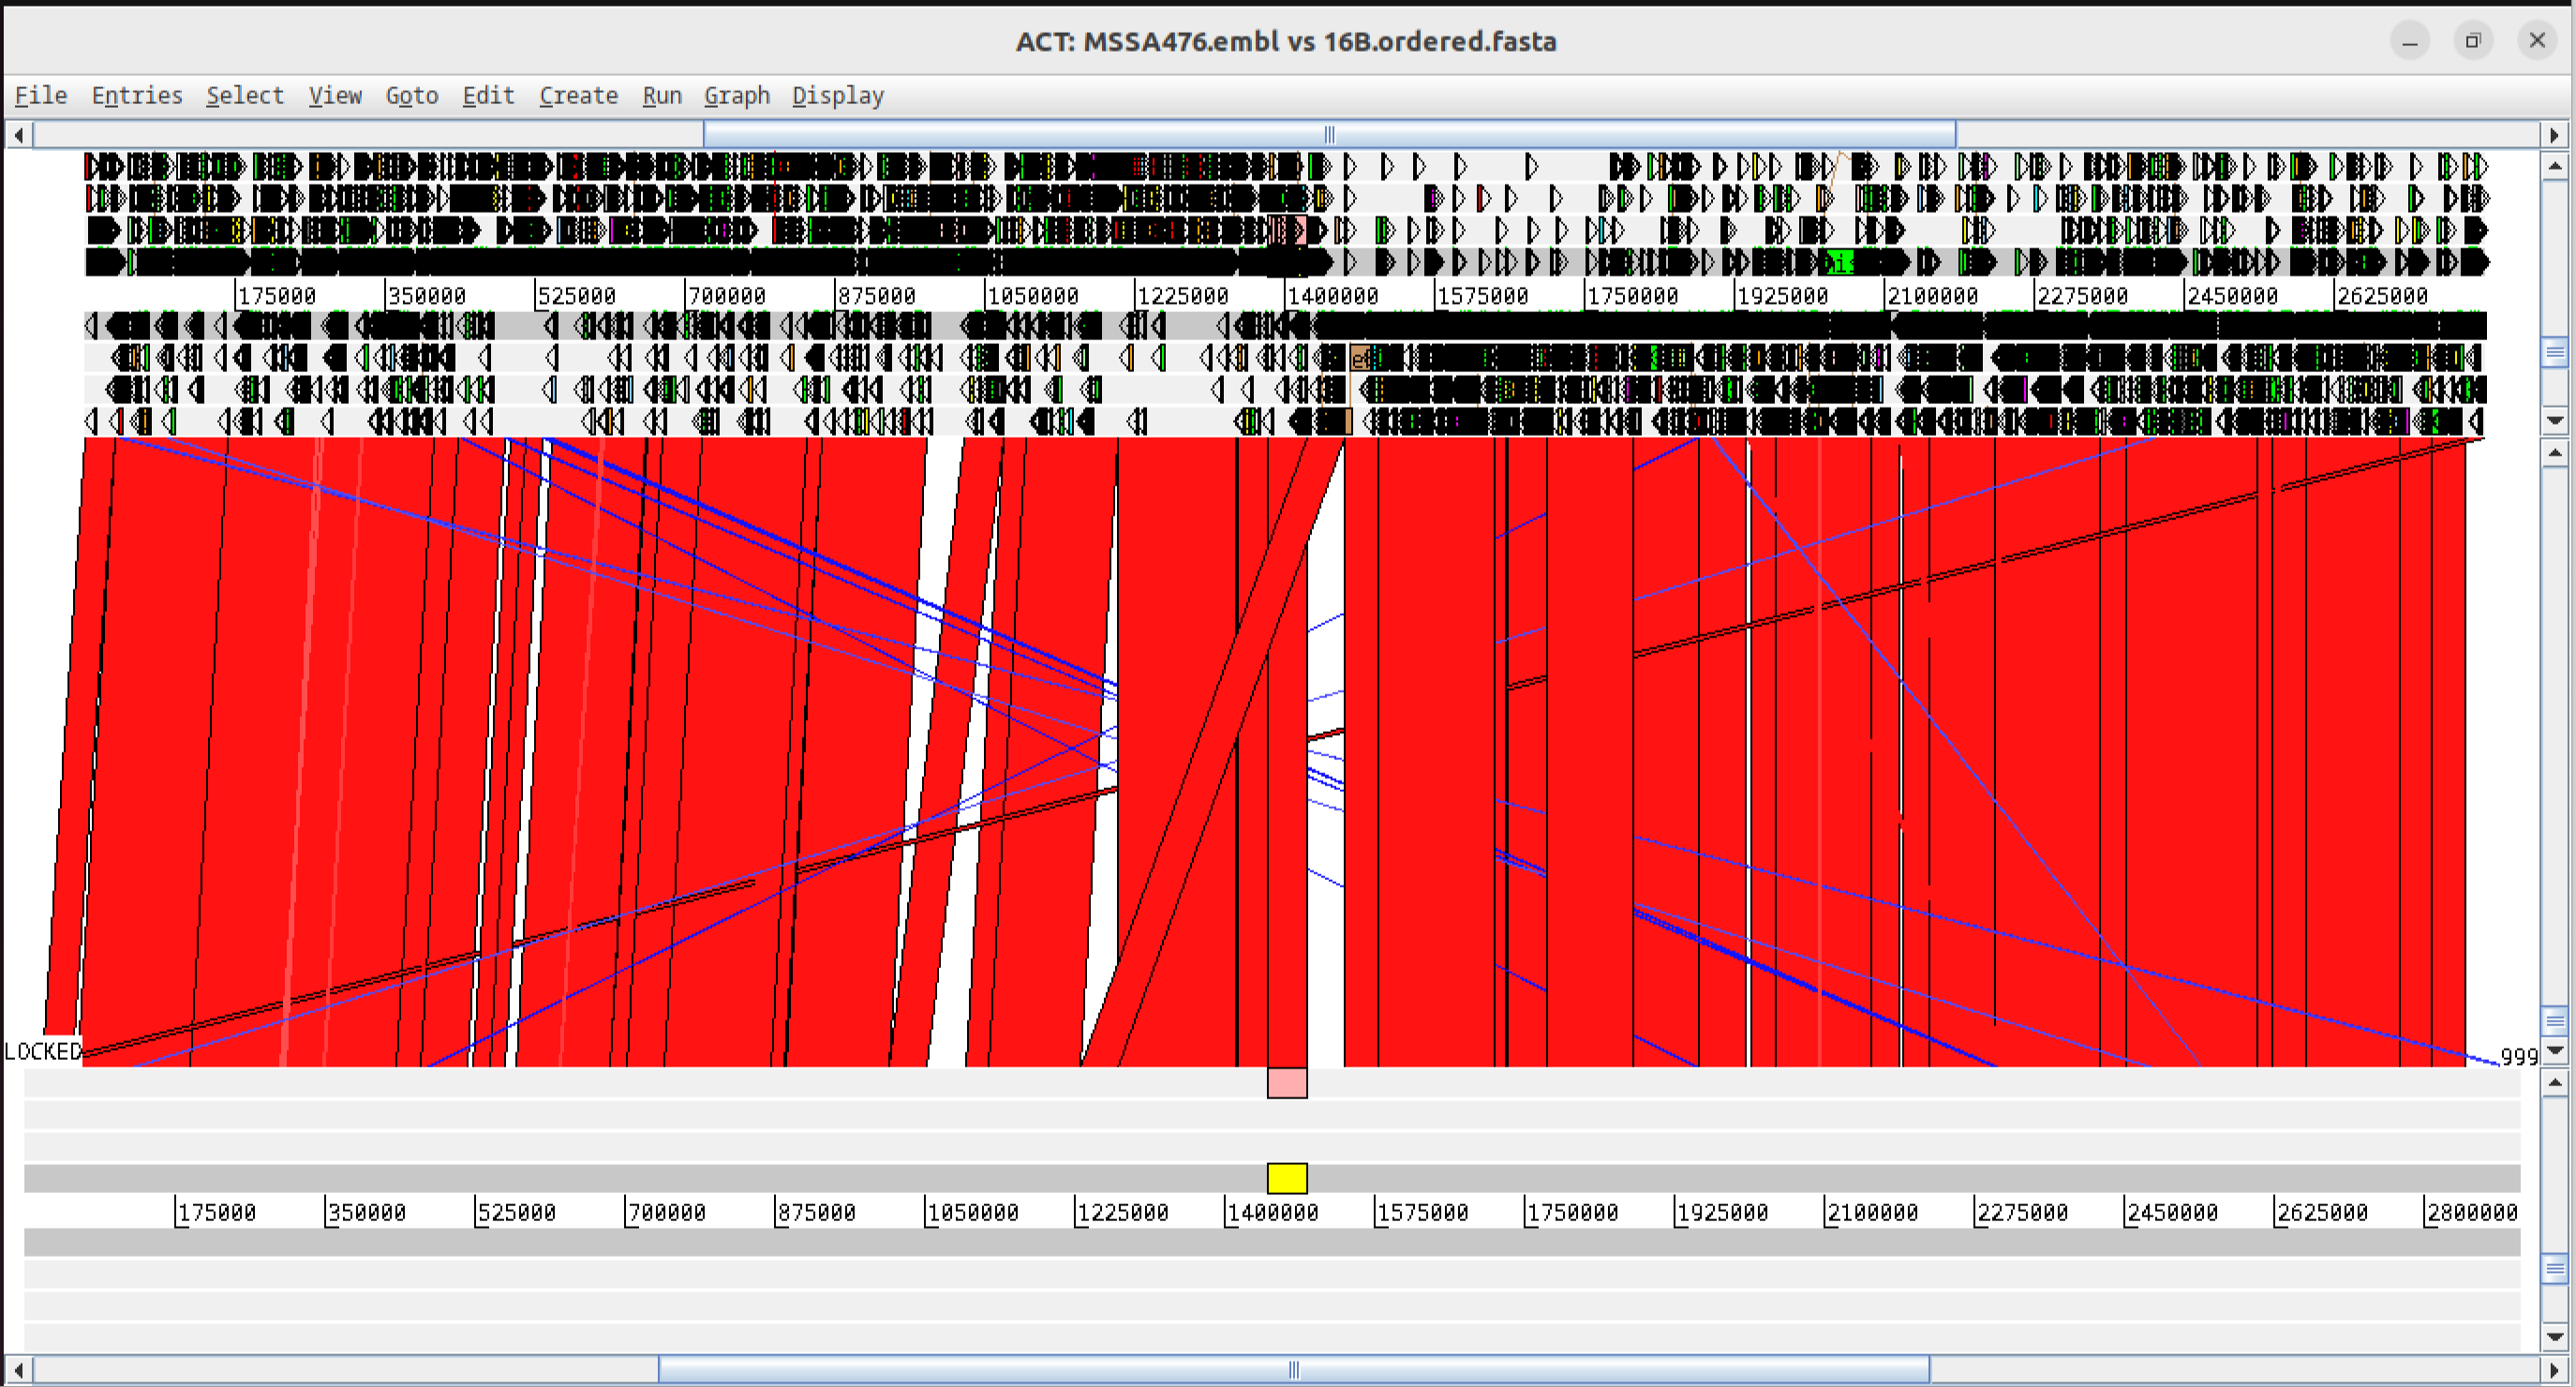 ACT: MSSA476.embl vs 16B.ordered.fasta
File Entries Select View Goto Edit Create Run Graph Display
175000 350000 525000 700000 875000 1050000 1225000 1400000 1575000 1750000 1925000 2100000 2275000 2450000 2625000
LOCKED
999
175000 350000 525000 700000 875000 1050000 1225000 1400000 1575000 1750000 1925000 2100000 2275000 2450000 2625000 2800000